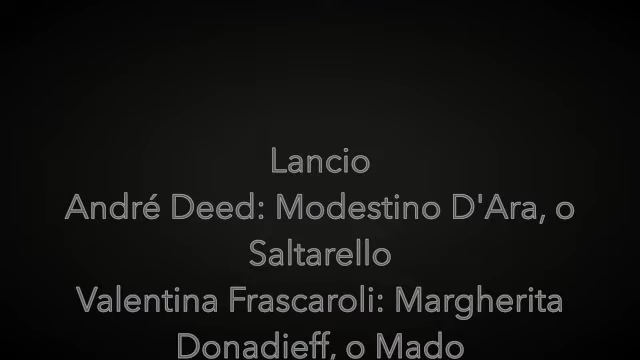 Lancio
André Deed: Modestino D'Ara, o
Saltarello
Valentina Frascaroli: Margherita
Donadieff, o Mado